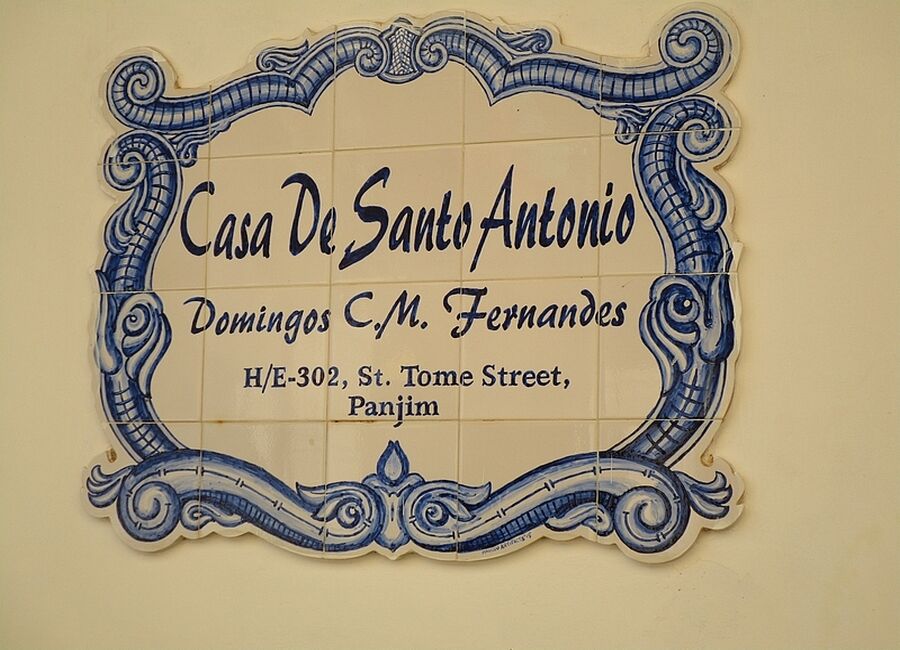 Casa De Santo Antonio
Domingos C.M. Fernandes
H/E-302, St. Tome Street,
Panjim